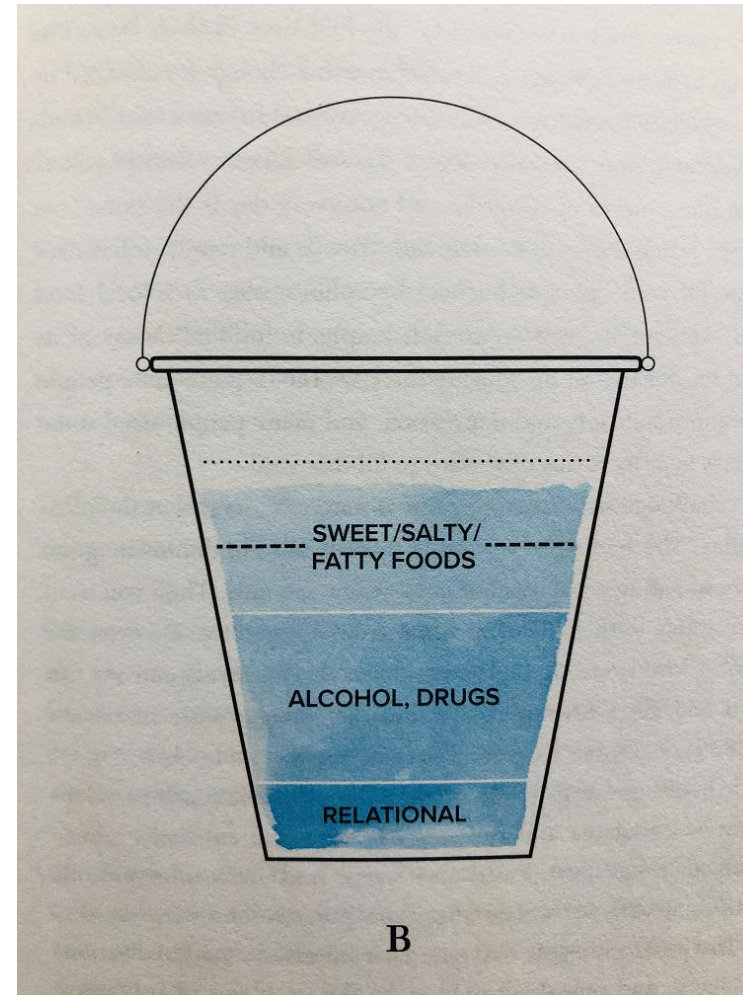 SWEET/SALTY/
FATTY FOODS
ALCOHOL, DRUGS
RELATIONAL
B